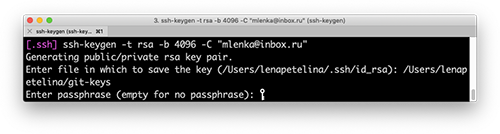 3. ssh-keygen -t rsa -b 4096 -C "mlenka@inbox.ru" (ssh-keygen)
× ssh-keygen (ssh-key... ⌘1
[.ssh] ssh-keygen -t rsa -b 4096 -C "mlenka@inbox.ru"
Generating public/private rsa key pair.
Enter file in which to save the key (/Users/lenapetelina/.ssh/id_rsa): /Users/lenap
etelina/git-keys
Enter passphrase (empty for no passphrase):